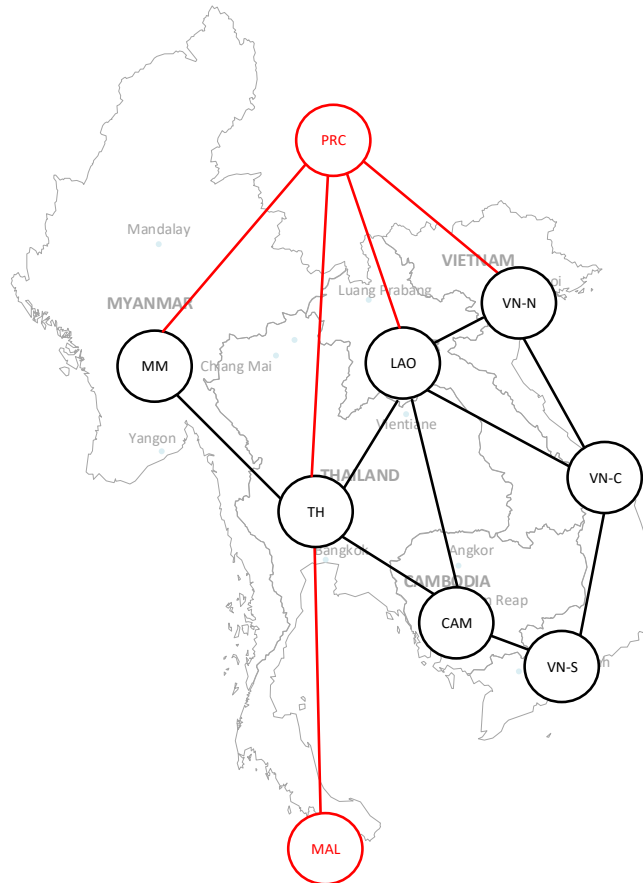 PRC
Mandalay
VIETNAM
Luang Prabang
oi
MYANMAR
VN-N
MM
Chiang Mai
LAO
Vientiane
Yangon
THAILAND
VN-C
TH
Bangkok
Angkor
CAMBODIA
m Reap
CAM
VN-S
MAL